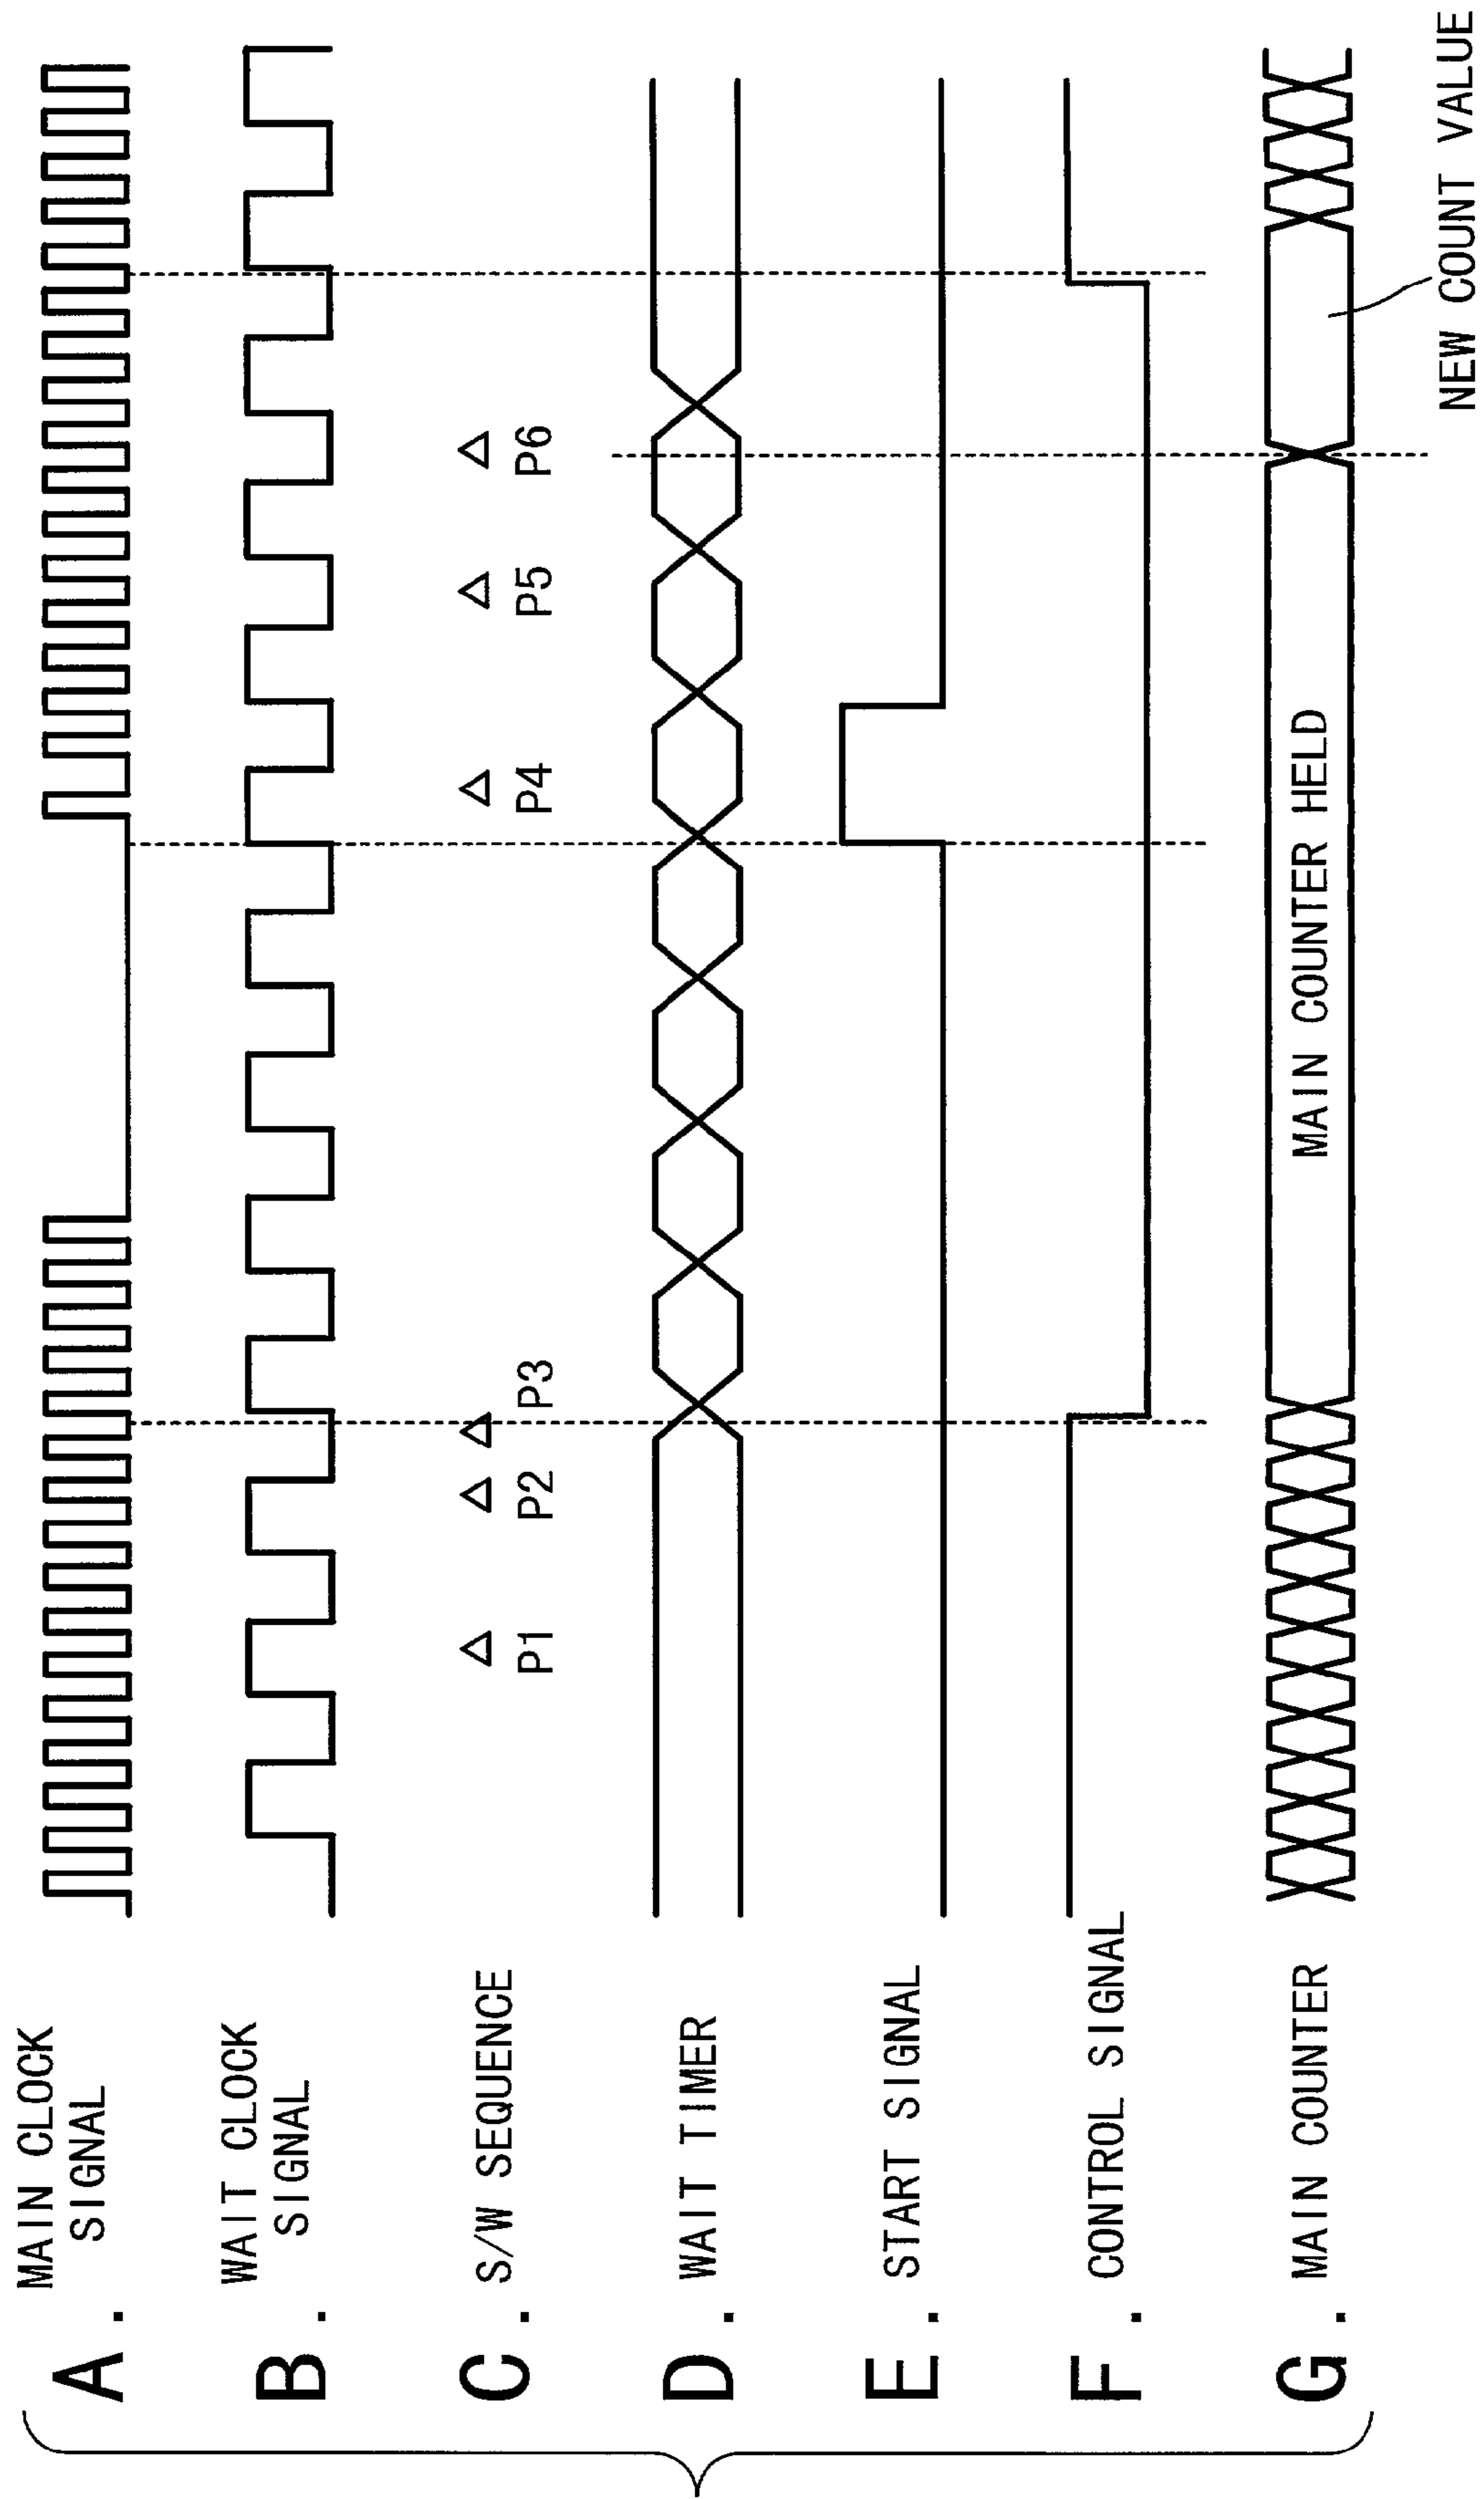 A. MAIN CLOCK
SIGNAL
B. WAIT CLOCK
SIGNAL
C. S/W SEQUENCE
P1 P2 P3 P4 P5 P6
D. WAIT TIMER
E. START SIGNAL
F. CONTROL SIGNAL
G. MAIN COUNTER
MAIN COUNTER HELD
NEW COUNT VALUE